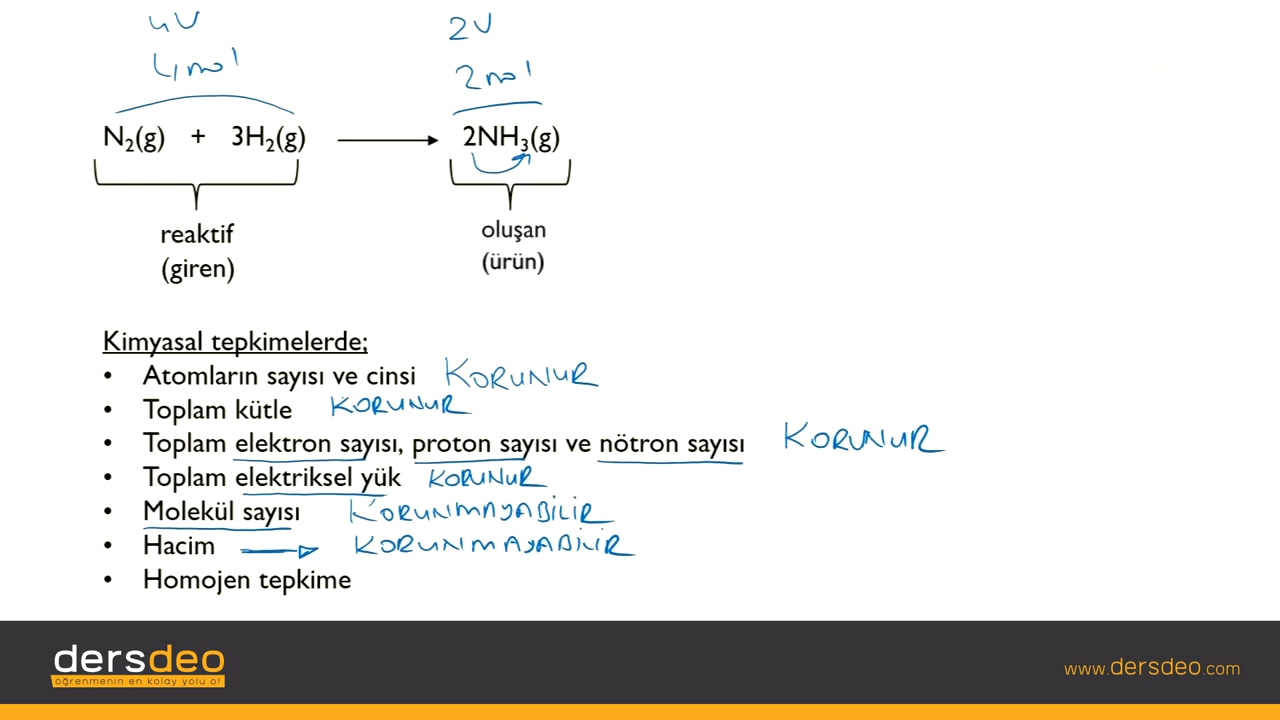 4V 2V
4mol 2mol
N₂(g) + 3H₂(g) → 2NH₃(g)
reaktif
(giren)
oluşan
(ürün)
Kimyasal tepkimelerde;
• Atomların sayısı ve cinsi KORUNUR
• Toplam kütle KORUNUR
• Toplam elektron sayısı, proton sayısı ve nötron sayısı KORUNUR
• Toplam elektriksel yük KORUNUR
• Molekül sayısı KORUNMAYABİLİR
• Hacim → KORUNMAYABİLİR
• Homojen tepkime
dersdeo
öğrenmenin en kolay yolu o!
www.dersdeo.com